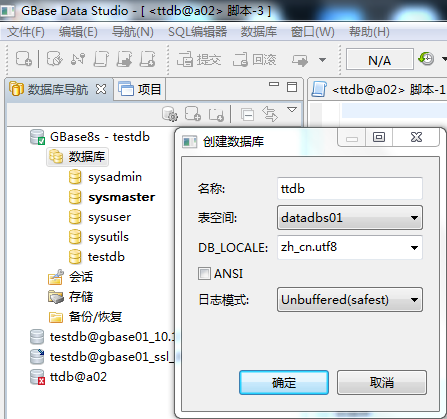 GBase Data Studio - [ <ttdb@a02> 脚本-3 ]
文件(F) 编辑(E) 导航(N) SQL编辑器 数据库 窗口(W) 帮助(H)
提交 回滚 N/A
数据库导航 项目 <ttdb@a02> 脚本-1
GBase8s - testdb
数据库
sysadmin
sysmaster
sysuser
sysutils
testdb
会话
存储
备份/恢复
testdb@gbase01_10.1
testdb@gbase01_ssl_
ttdb@a02
创建数据库
名称: ttdb
表空间: datadbs01
DB_LOCALE: zh_cn.utf8
ANSI
日志模式: Unbuffered(safest)
确定 取消